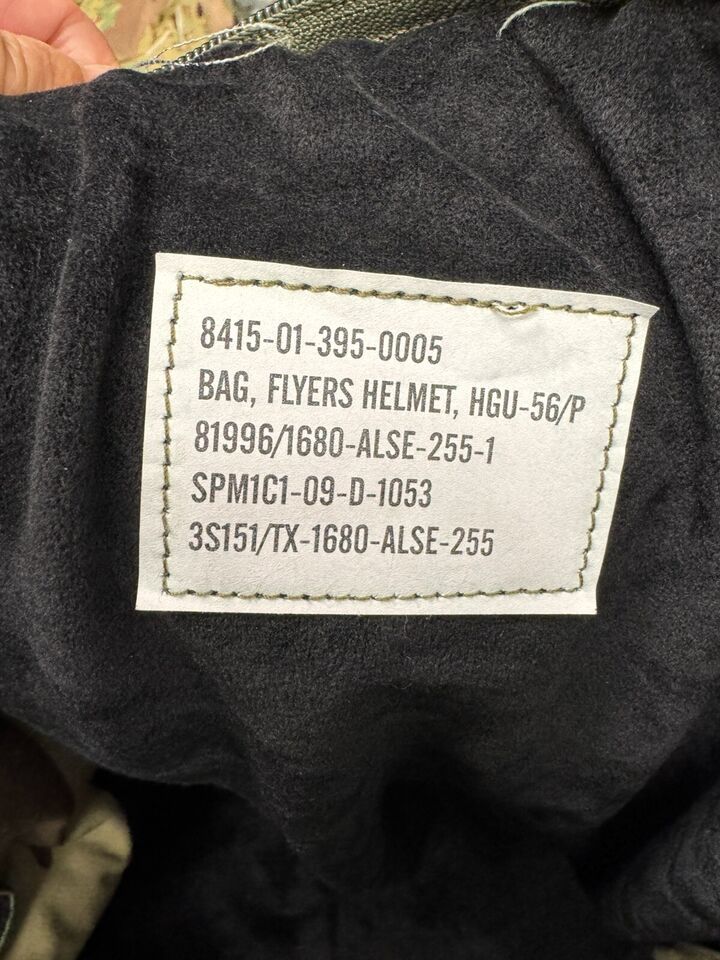 8415-01-395-0005
BAG, FLYERS HELMET, HGU-56/P
81996/1680-ALSE-255-1
SPM1C1-09-D-1053
3S151/TX-1680-ALSE-255